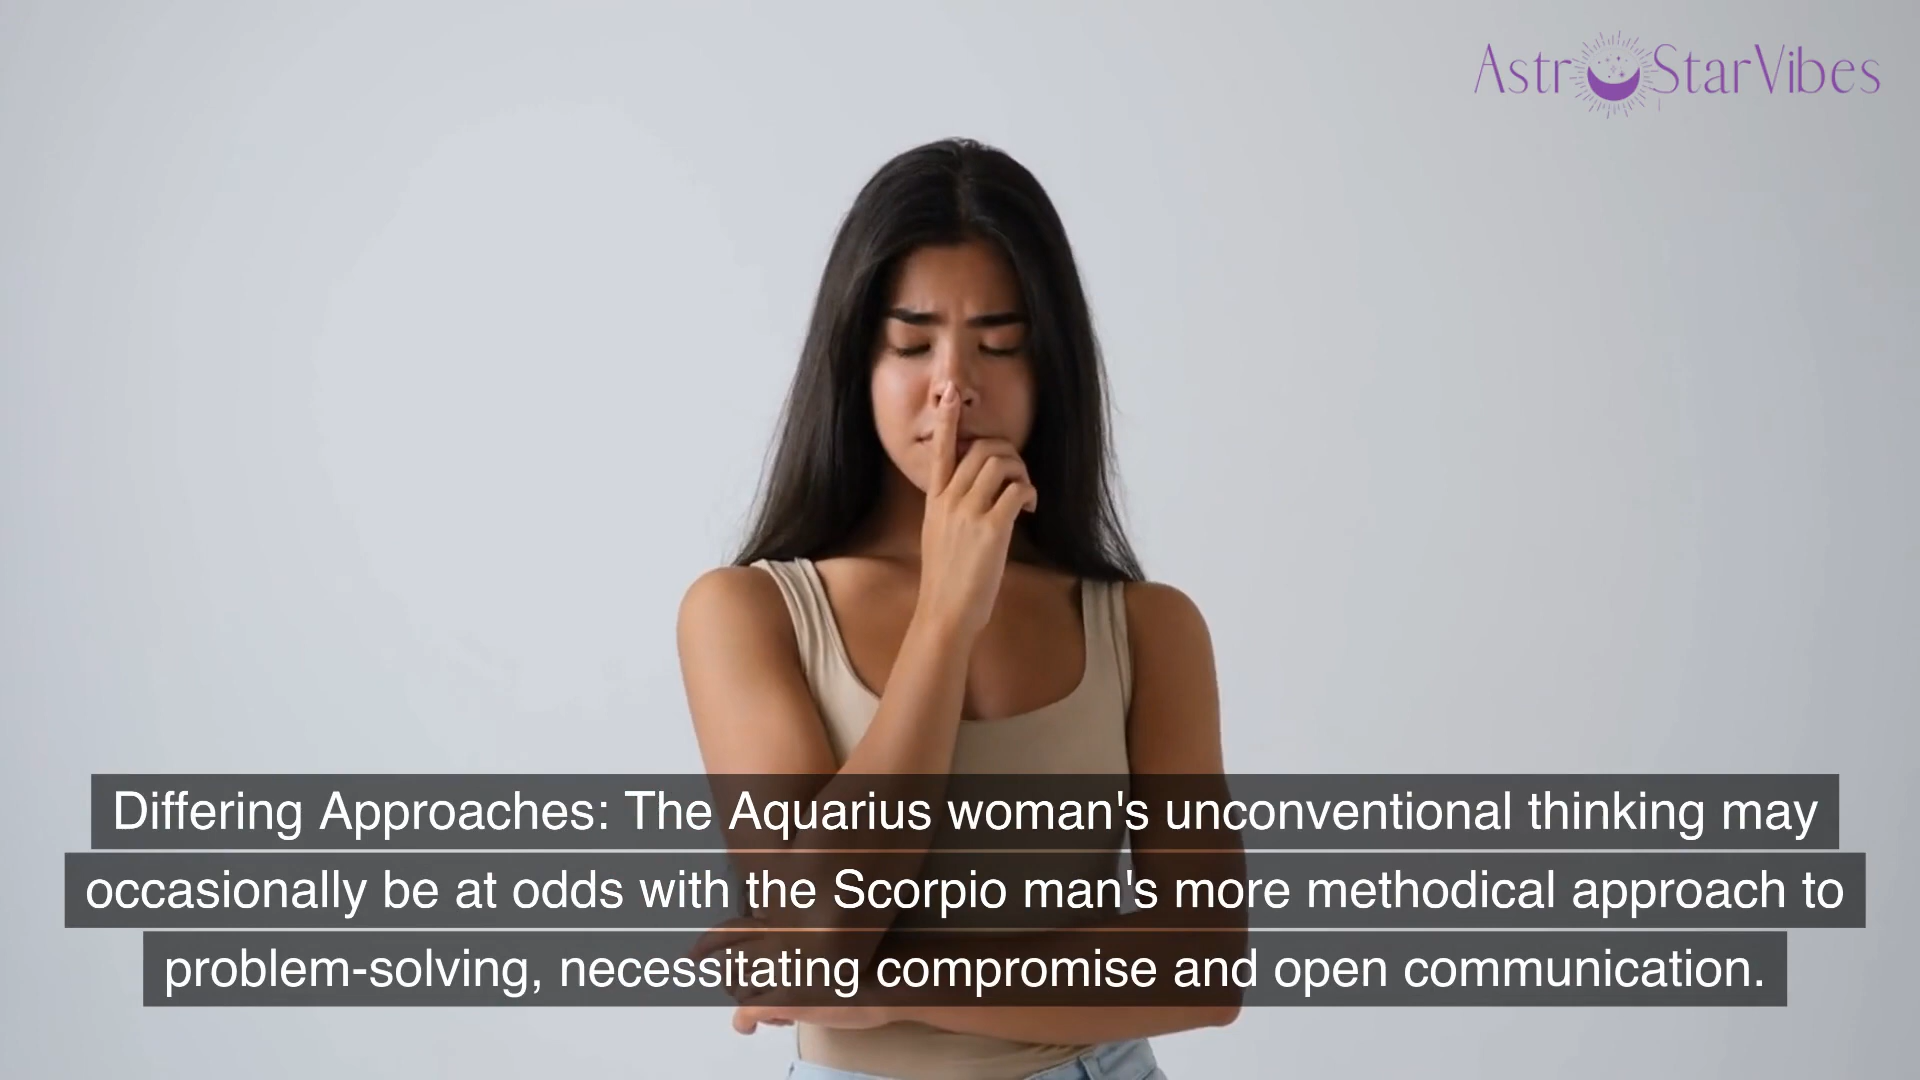 AstroStarVibes
Differing Approaches: The Aquarius woman's unconventional thinking may
occasionally be at odds with the Scorpio man's more methodical approach to
problem-solving, necessitating compromise and open communication.